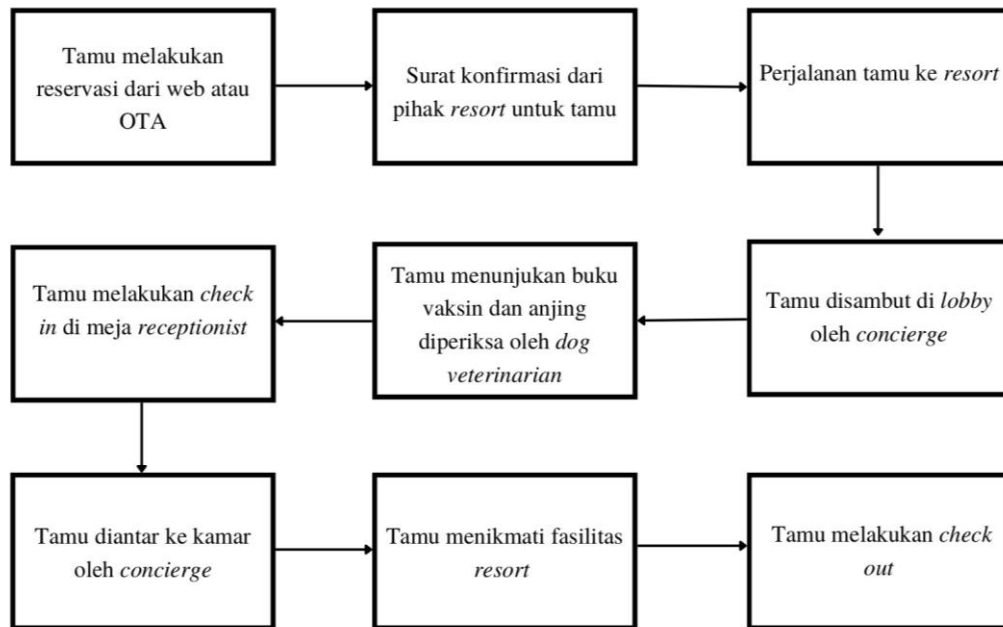 Tamu melakukan
reservasi dari web atau
OTA
Surat konfirmasi dari
pihak resort untuk tamu
Perjalanan tamu ke resort
Tamu disambut di lobby
oleh concierge
Tamu menunjukan buku
vaksin dan anjing
diperiksa oleh dog
veterinarian
Tamu melakukan check
in di meja receptionist
Tamu diantar ke kamar
oleh concierge
Tamu menikmati fasilitas
resort
Tamu melakukan check
out